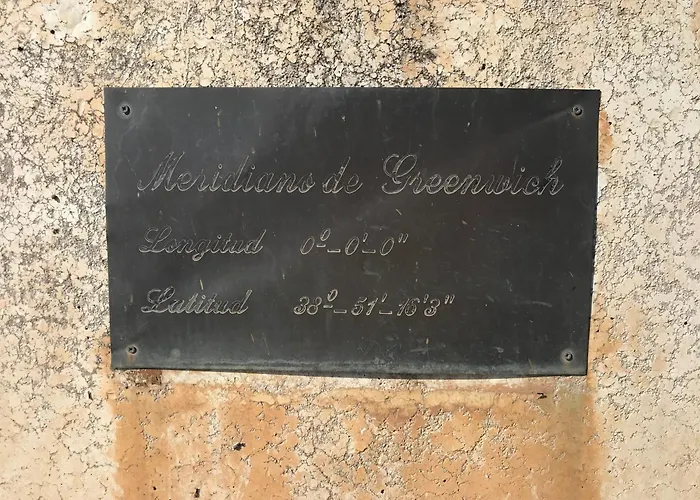 Meridiano de Greenwich
Longitud 0º-0'-0"
Latitud 38º-51'-16'3"